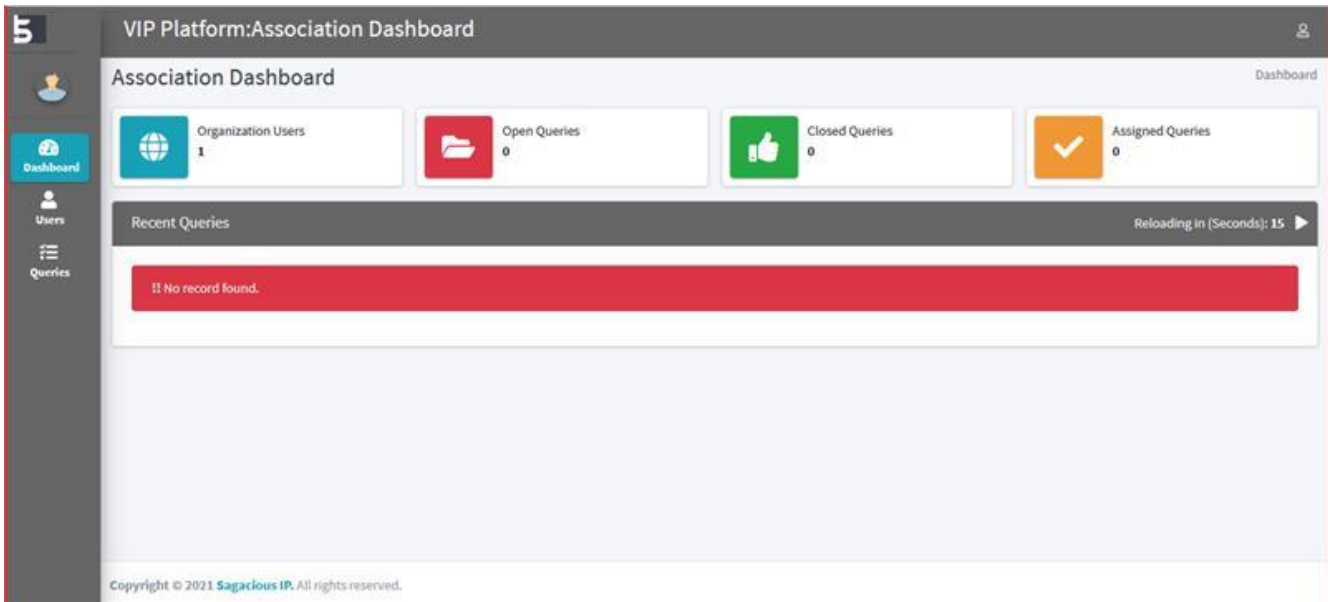 VIP Platform:Association Dashboard
Association Dashboard
Dashboard
Organization Users
1
Open Queries
0
Closed Queries
0
Assigned Queries
0
Dashboard
Users
Queries
Recent Queries
Reloading in (Seconds): 15
!! No record found.
Copyright © 2021 Sagacious IP. All rights reserved.